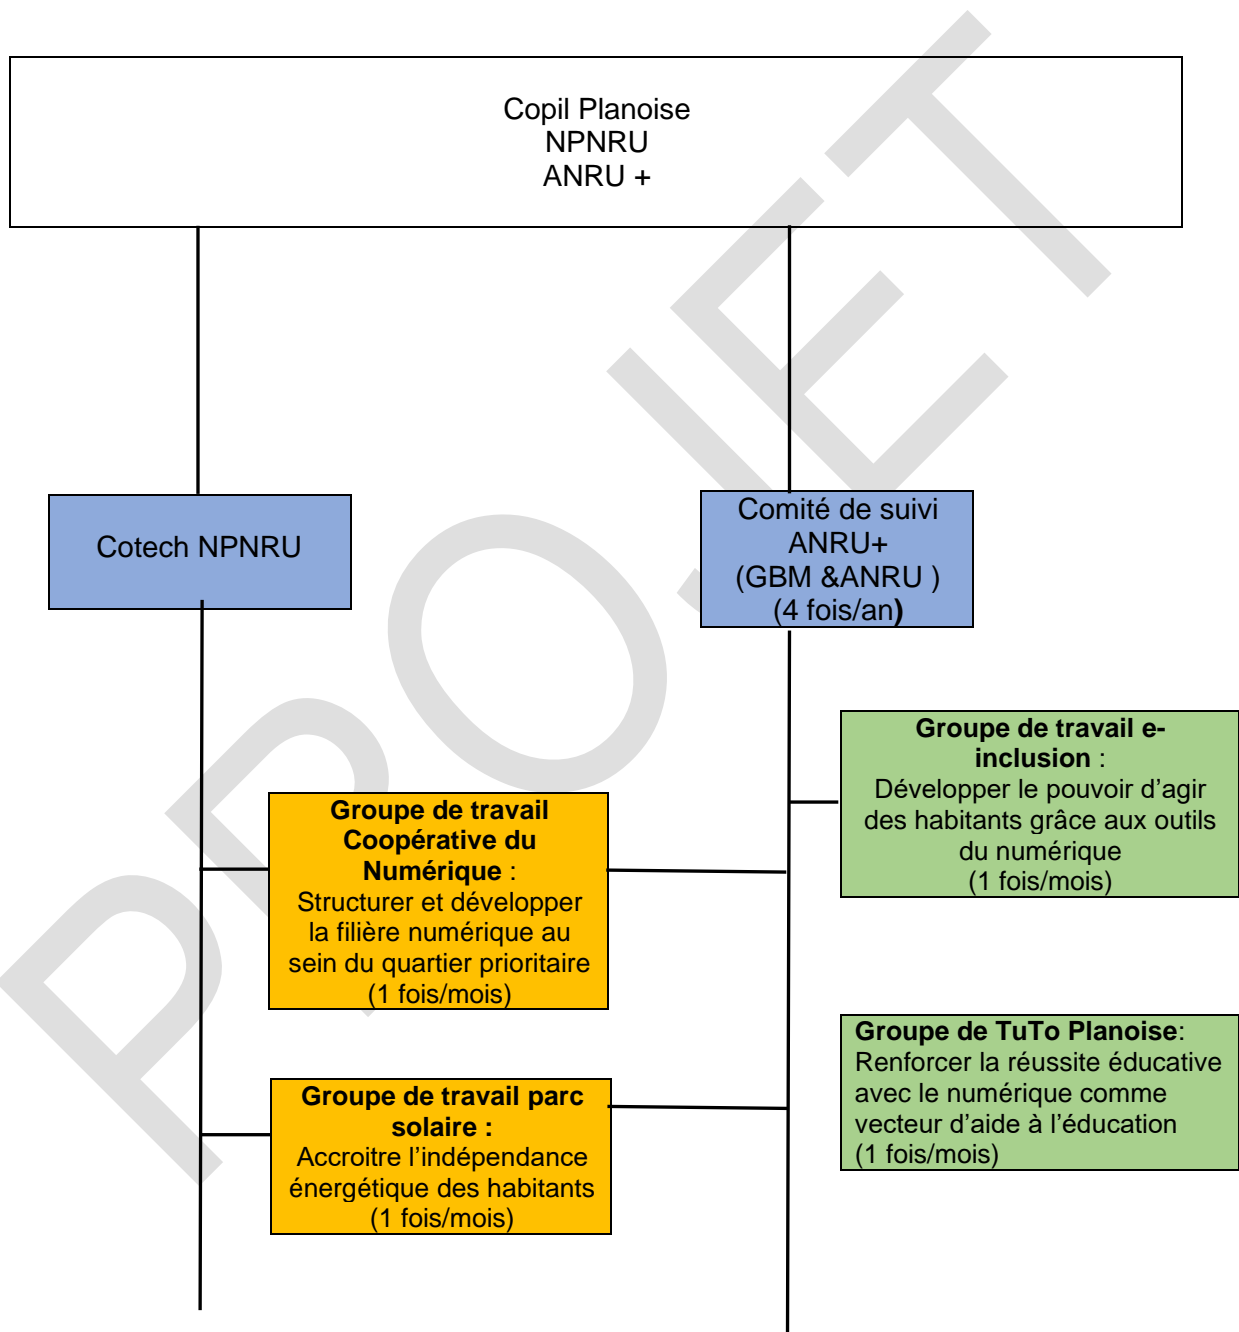 Copil Planoise
NPNRU
ANRU +
Cotech NPNRU
Comité de suivi
ANRU+
(GBM &ANRU )
(4 fois/an)
Groupe de travail e-
inclusion :
Développer le pouvoir d’agir
des habitants grâce aux outils
du numérique
(1 fois/mois)
Groupe de travail
Coopérative du
Numérique :
Structurer et développer
la filière numérique au
sein du quartier prioritaire
(1 fois/mois)
Groupe de TuTo Planoise:
Renforcer la réussite éducative
avec le numérique comme
vecteur d’aide à l’éducation
(1 fois/mois)
Groupe de travail parc
solaire :
Accroitre l’indépendance
énergétique des habitants
(1 fois/mois)
PROJET